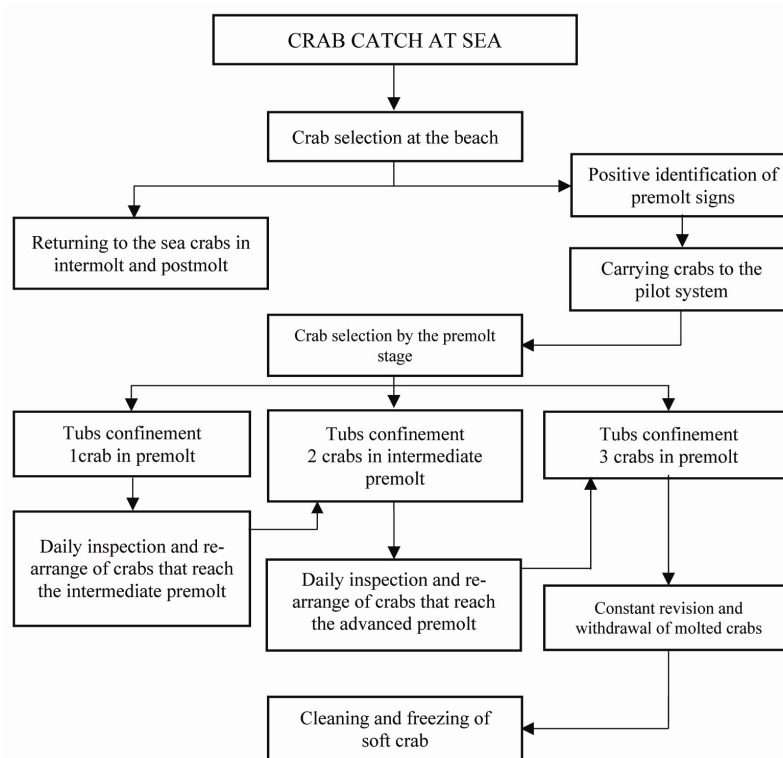 CRAB CATCH AT SEA
Crab selection at the beach
Positive identification of
premolt signs
Returning to the sea crabs in
intermolt and postmolt
Carrying crabs to the
pilot system
Crab selection by the premolt
stage
Tubs confinement
1crab in premolt
Tubs confinement
2 crabs in intermediate
premolt
Tubs confinement
3 crabs in premolt
Daily inspection and re-
arrange of crabs that reach
the intermediate premolt
Daily inspection and re-
arrange of crabs that reach
the advanced premolt
Constant revision and
withdrawal of molted crabs
Cleaning and freezing of
soft crab